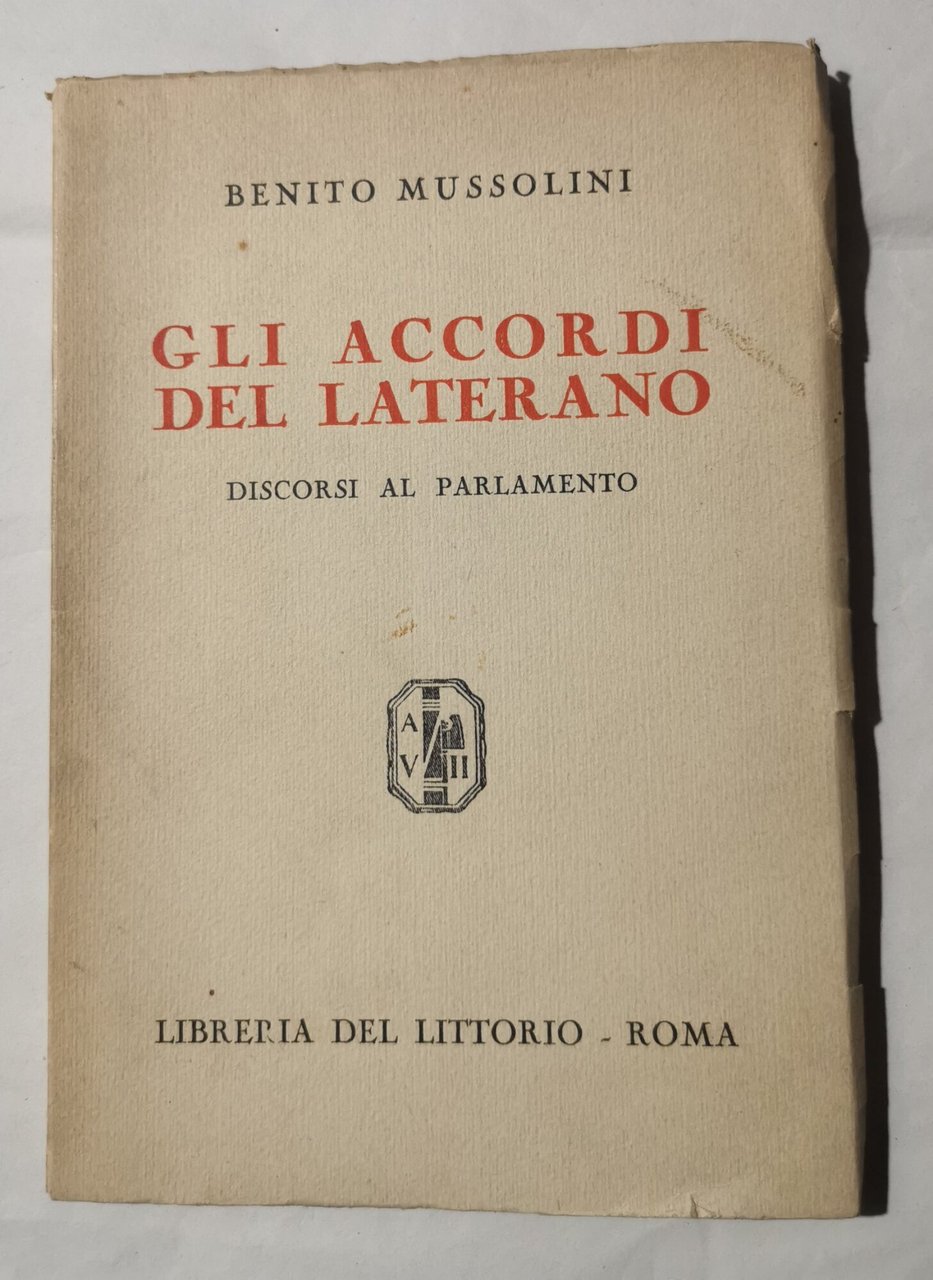 BENITO MUSSOLINI
GLI ACCORDI
DEL LATERANO
DISCORSI AL PARLAMENTO
A
V II
LIBRERIA DEL LITTORIO - ROMA